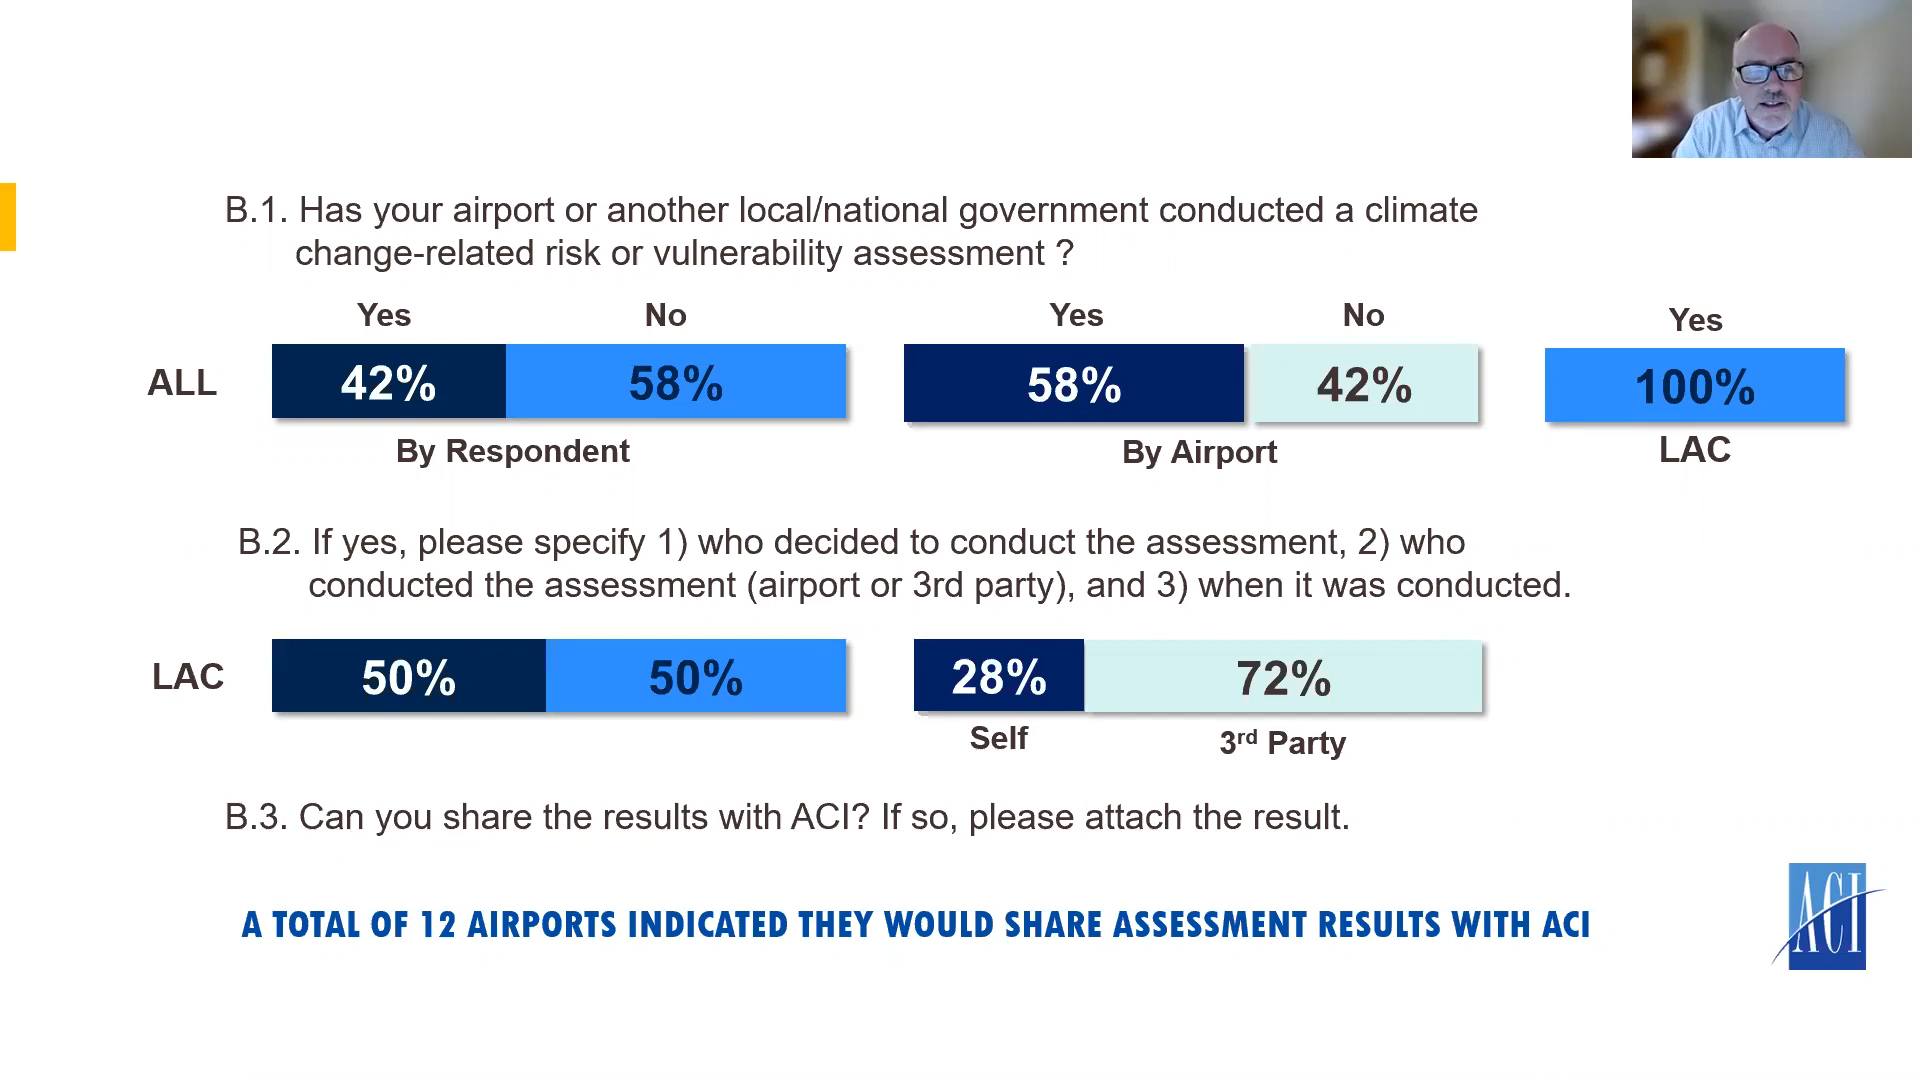 B.1. Has your airport or another local/national government conducted a climate
change-related risk or vulnerability assessment ?
Yes No Yes No Yes
ALL 42% 58% 58% 42% 100%
By Respondent By Airport LAC
B.2. If yes, please specify 1) who decided to conduct the assessment, 2) who
conducted the assessment (airport or 3rd party), and 3) when it was conducted.
LAC 50% 50% 28% 72%
Self 3rd Party
B.3. Can you share the results with ACI? If so, please attach the result.
A TOTAL OF 12 AIRPORTS INDICATED THEY WOULD SHARE ASSESSMENT RESULTS WITH ACI
ACI